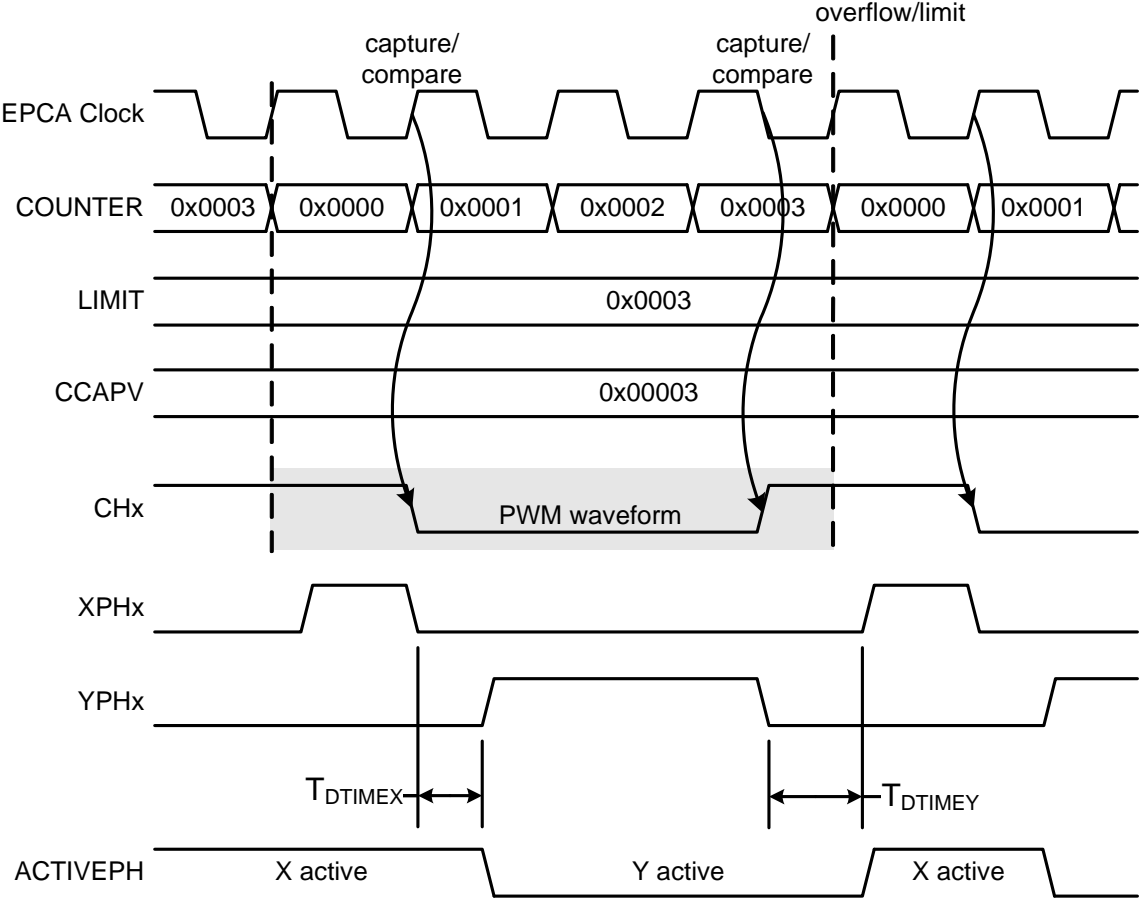 overflow/limit
capture/
compare
capture/
compare
EPCA Clock
COUNTER 0x0003 0x0000 0x0001 0x0002 0x0003 0x0000 0x0001
LIMIT 0x0003
CCAPV 0x00003
CHx PWM waveform
XPHx
YPHx
TDTIMEX TDTIMEY
ACTIVEPH X active Y active X active